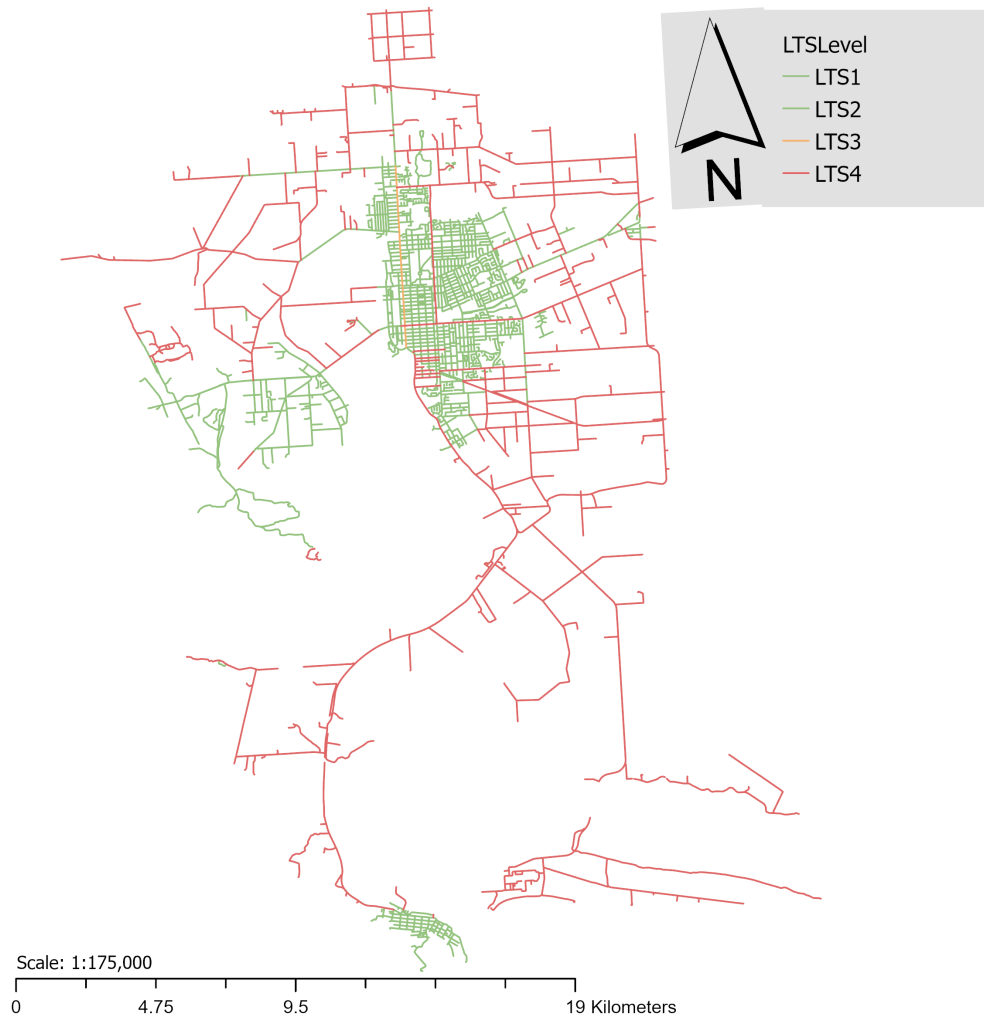 LTSLevel
LTS1
LTS2
LTS3
LTS4
N
Scale: 1:175,000
0 4.75 9.5 19 Kilometers